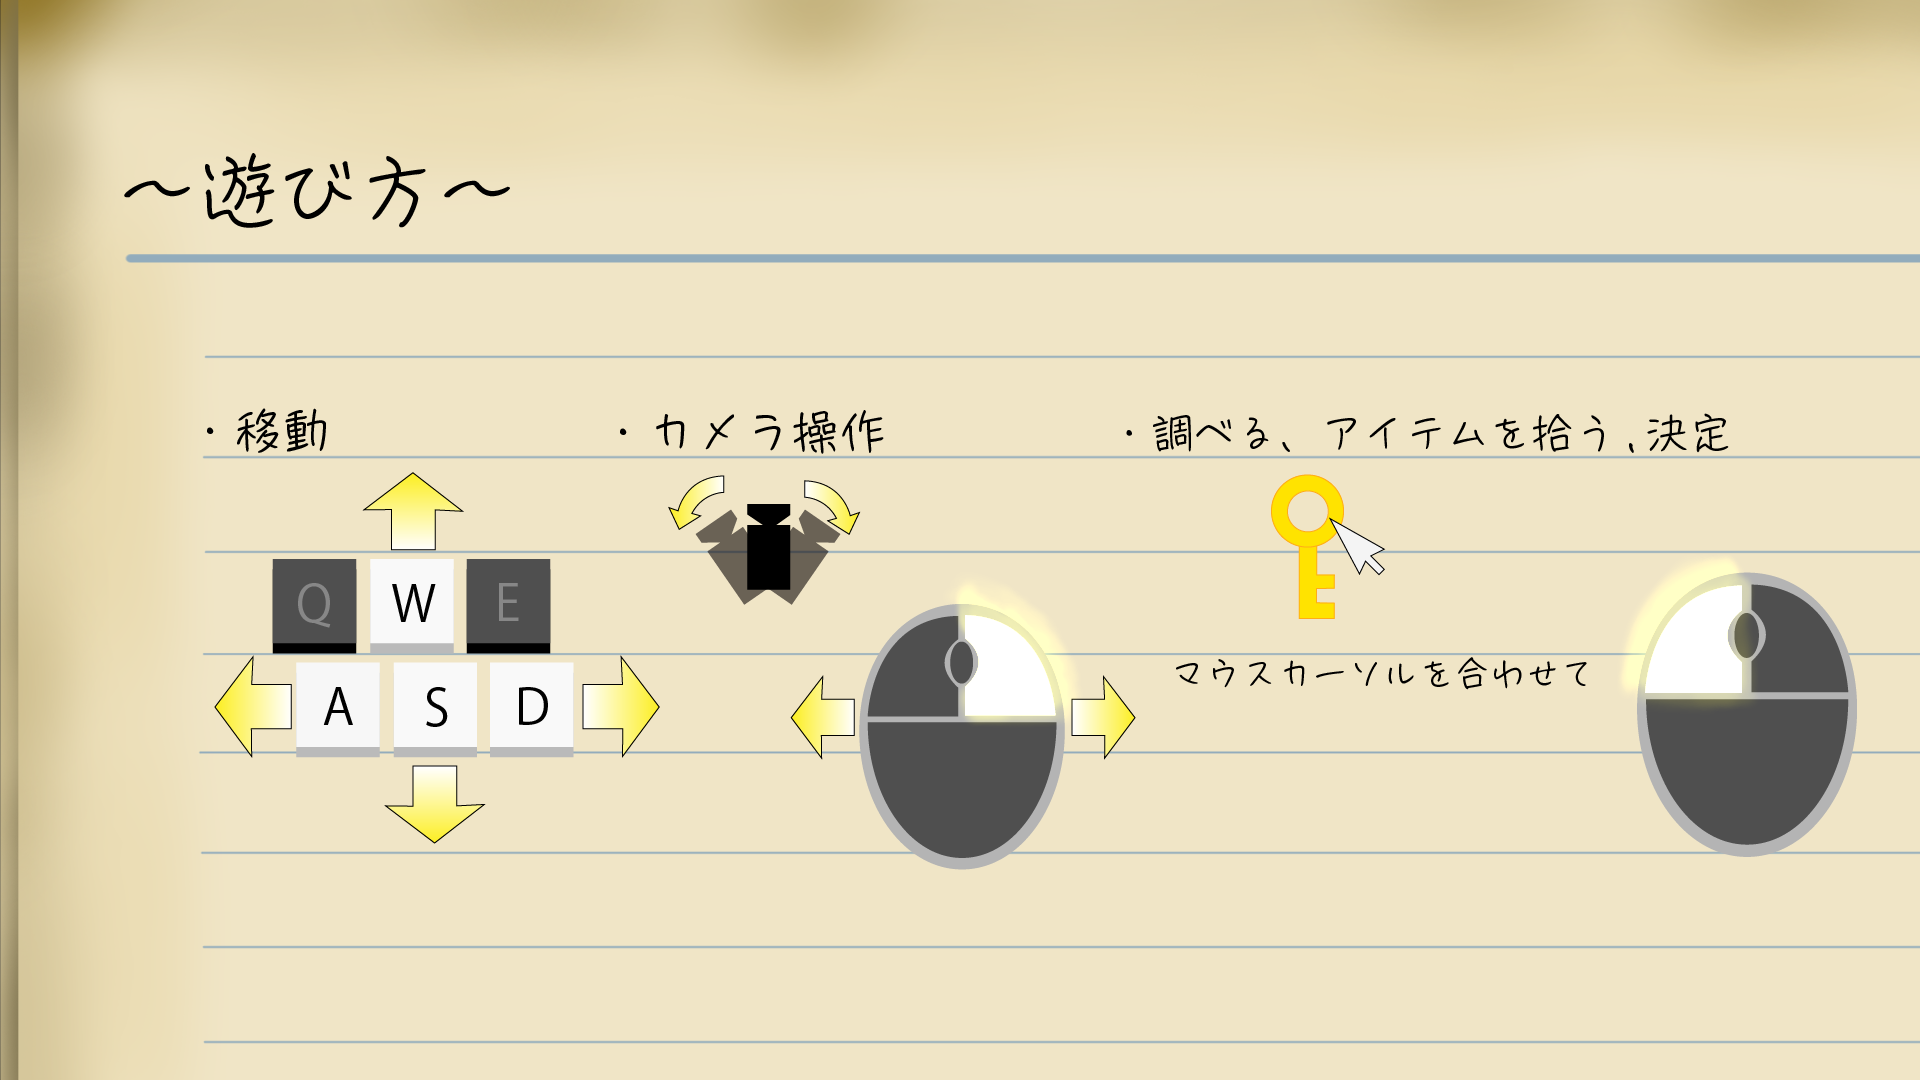 ～遊び方～
・移動
・カメラ操作
・調べる、アイテムを拾う、決定
Q W E
A S D
マウスカーソルを合わせて